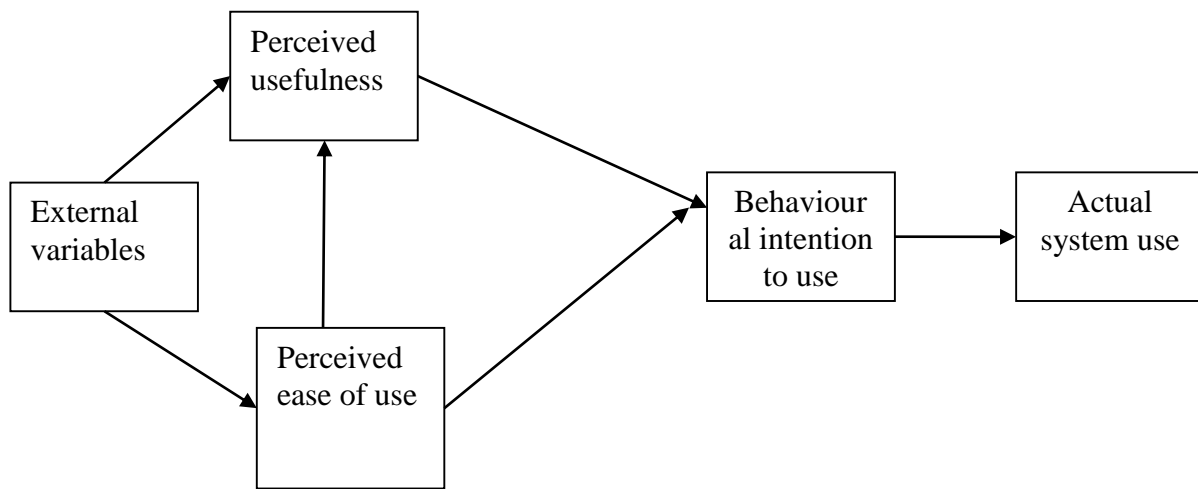 Perceived
usefulness
External
variables
Perceived
ease of use
Behaviour
al intention
to use
Actual
system use